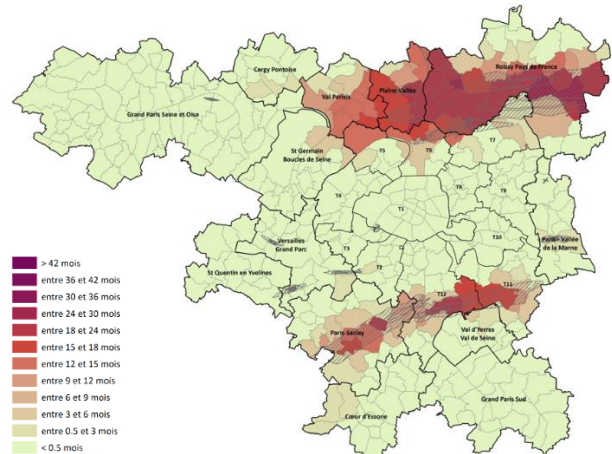 Cergy Pontoise
Roissy Pays de France
Val Parisis
Plaine Vallée
Grand Paris Seine et Oise
St Germain
Boucles de Seine
T5
T6
T7
T4
T8
T9
T1
Versailles
Grand Parc
T3
T2
T10
Paris - Vallée
de la Marne
St Quentin en Yvelines
T12
T11
Paris-Saclay
Val d'Yerres
Val de Seine
Cœur d'Essone
Grand Paris Sud
> 42 mois
entre 36 et 42 mois
entre 30 et 36 mois
entre 24 et 30 mois
entre 18 et 24 mois
entre 15 et 18 mois
entre 12 et 15 mois
entre 9 et 12 mois
entre 6 et 9 mois
entre 3 et 6 mois
entre 0.5 et 3 mois
< 0.5 mois